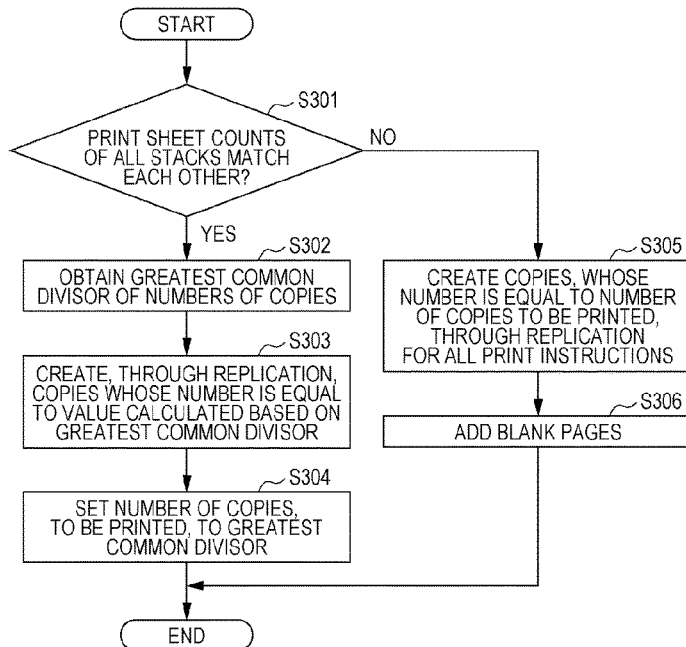 START
S301
PRINT SHEET COUNTS
OF ALL STACKS MATCH
EACH OTHER?
NO
YES
S302
OBTAIN GREATEST COMMON
DIVISOR OF NUMBERS OF COPIES
S303
CREATE, THROUGH REPLICATION,
COPIES WHOSE NUMBER IS EQUAL
TO VALUE CALCULATED BASED ON
GREATEST COMMON DIVISOR
S304
SET NUMBER OF COPIES,
TO BE PRINTED, TO GREATEST
COMMON DIVISOR
S305
CREATE COPIES, WHOSE
NUMBER IS EQUAL TO NUMBER
OF COPIES TO BE PRINTED,
THROUGH REPLICATION
FOR ALL PRINT INSTRUCTIONS
S306
ADD BLANK PAGES
END